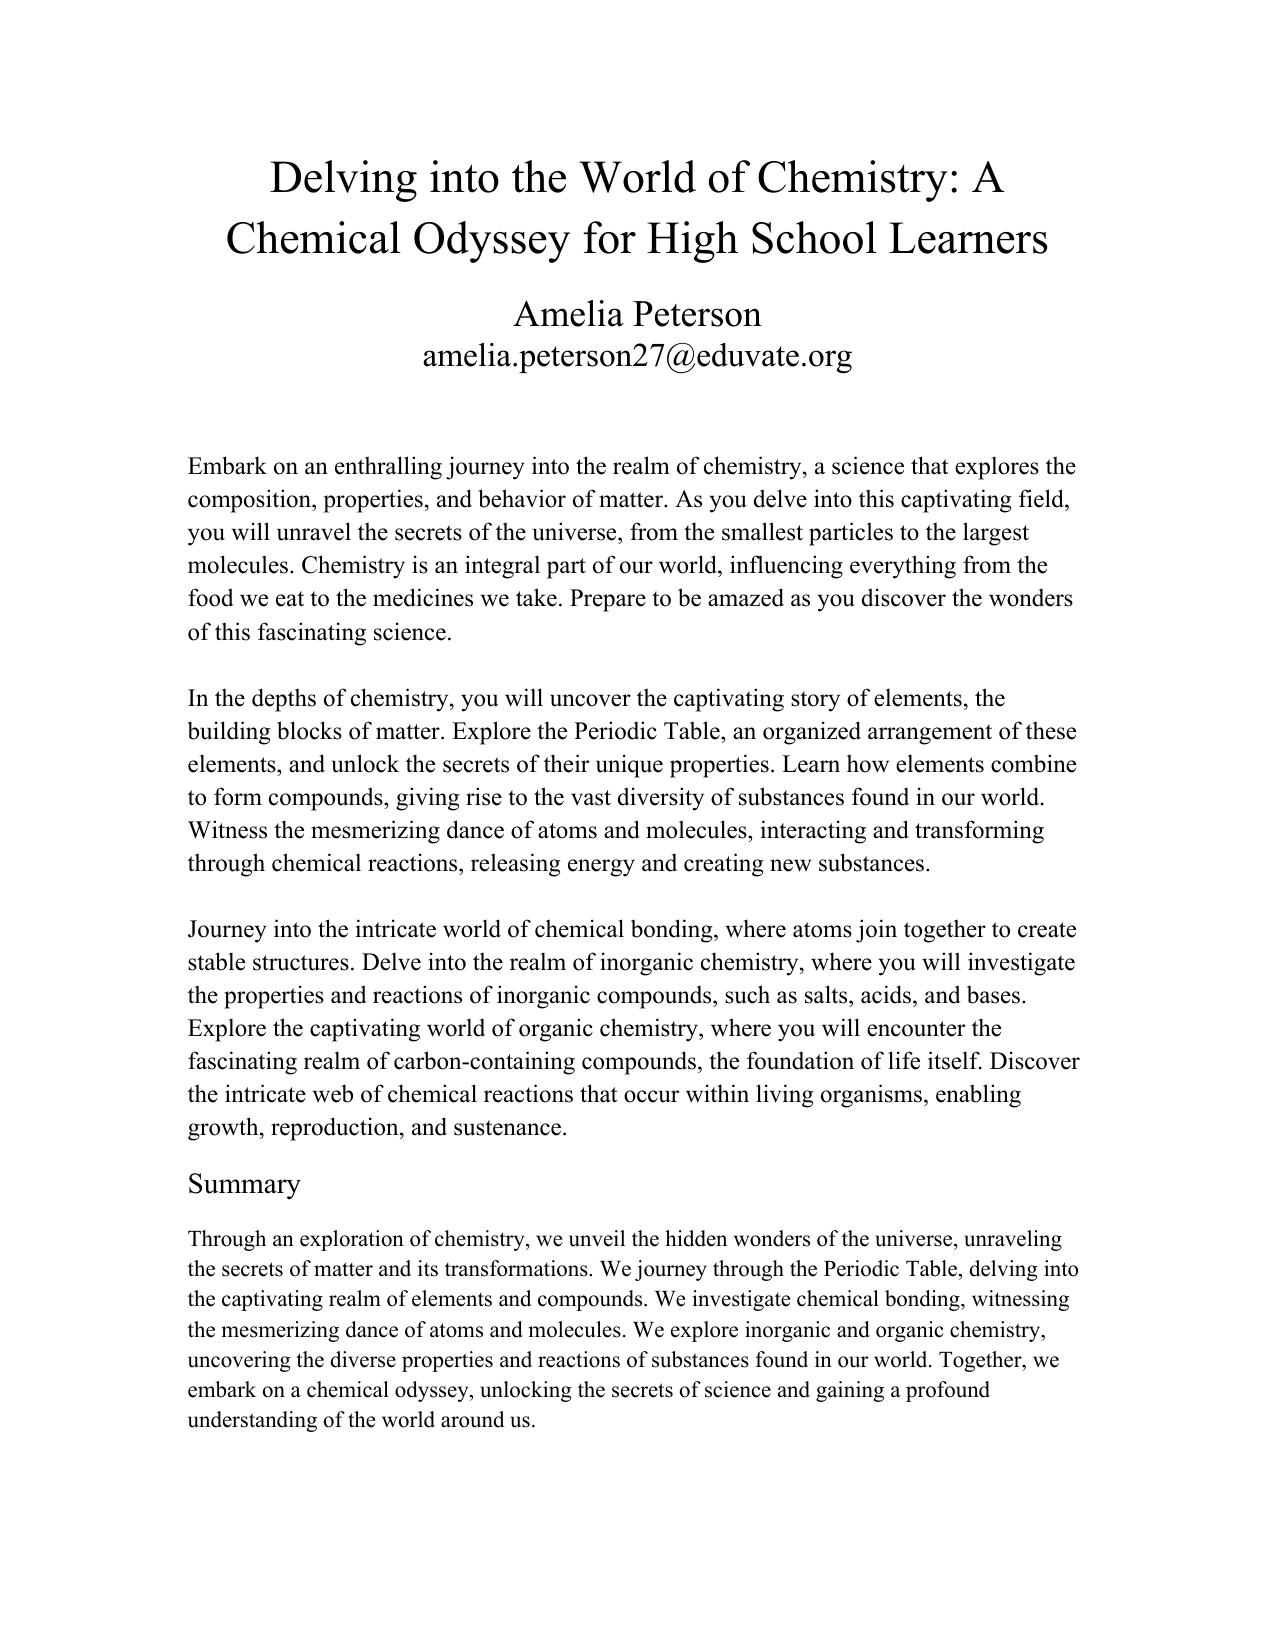 Delving into the World of Chemistry: A
Chemical Odyssey for High School Learners
Amelia Peterson
amelia.peterson27@eduvate.org
Embark on an enthralling journey into the realm of chemistry, a science that explores the
composition, properties, and behavior of matter. As you delve into this captivating field,
you will unravel the secrets of the universe, from the smallest particles to the largest
molecules. Chemistry is an integral part of our world, influencing everything from the
food we eat to the medicines we take. Prepare to be amazed as you discover the wonders
of this fascinating science.
In the depths of chemistry, you will uncover the captivating story of elements, the
building blocks of matter. Explore the Periodic Table, an organized arrangement of these
elements, and unlock the secrets of their unique properties. Learn how elements combine
to form compounds, giving rise to the vast diversity of substances found in our world.
Witness the mesmerizing dance of atoms and molecules, interacting and transforming
through chemical reactions, releasing energy and creating new substances.
Journey into the intricate world of chemical bonding, where atoms join together to create
stable structures. Delve into the realm of inorganic chemistry, where you will investigate
the properties and reactions of inorganic compounds, such as salts, acids, and bases.
Explore the captivating world of organic chemistry, where you will encounter the
fascinating realm of carbon-containing compounds, the foundation of life itself. Discover
the intricate web of chemical reactions that occur within living organisms, enabling
growth, reproduction, and sustenance.
Summary
Through an exploration of chemistry, we unveil the hidden wonders of the universe, unraveling
the secrets of matter and its transformations. We journey through the Periodic Table, delving into
the captivating realm of elements and compounds. We investigate chemical bonding, witnessing
the mesmerizing dance of atoms and molecules. We explore inorganic and organic chemistry,
uncovering the diverse properties and reactions of substances found in our world. Together, we
embark on a chemical odyssey, unlocking the secrets of science and gaining a profound
understanding of the world around us.